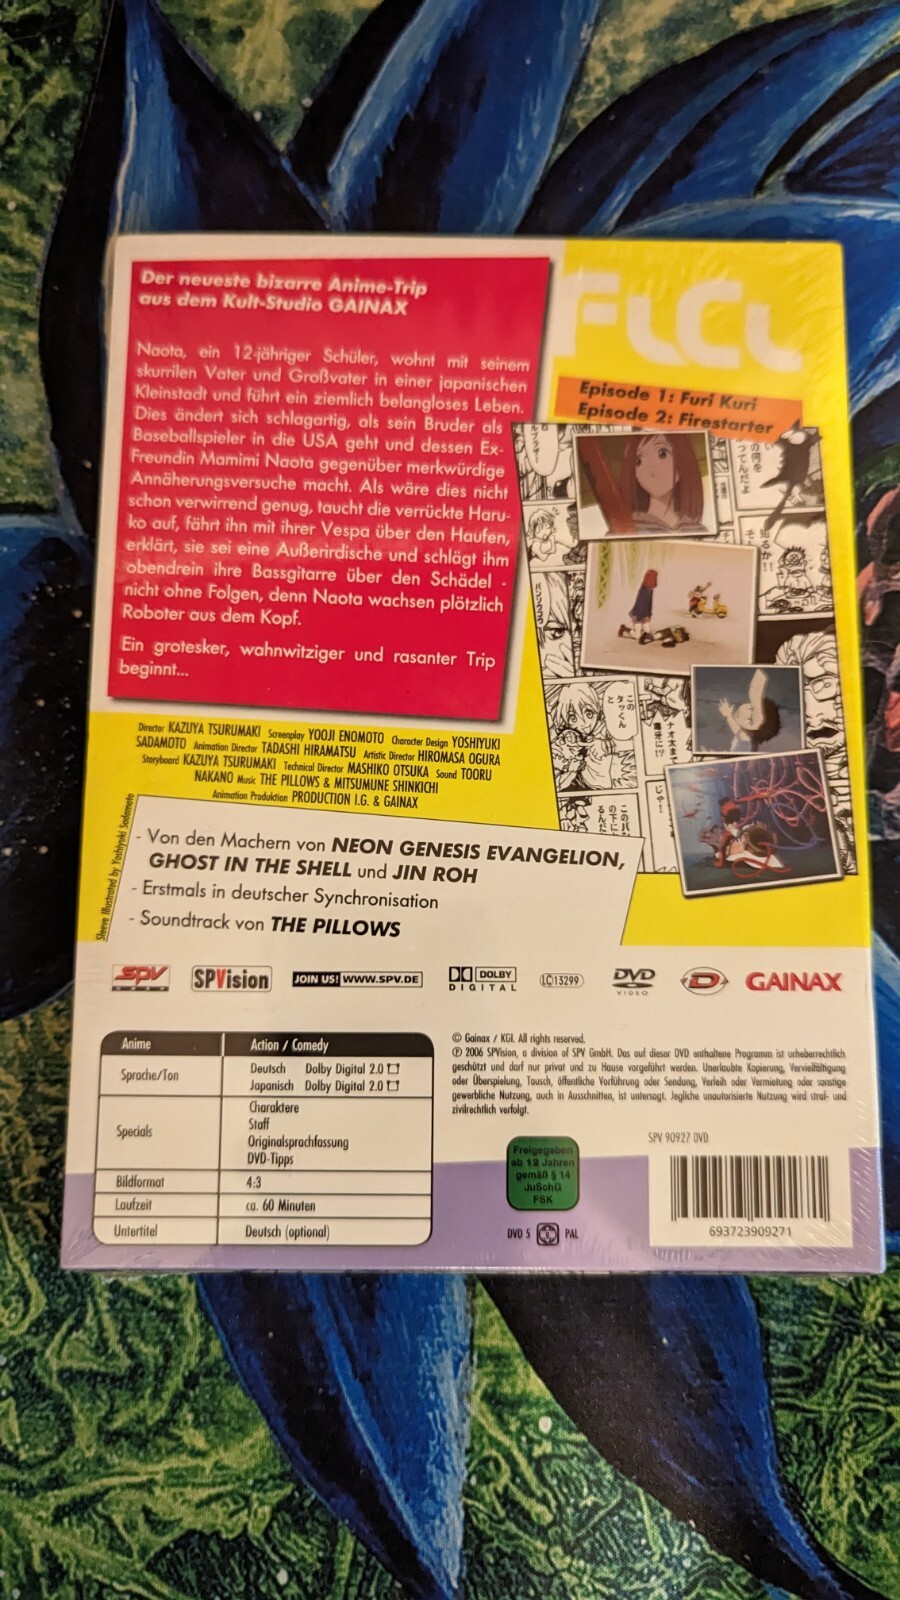 Der neueste bizarre Anime-Trip
aus dem Kult-Studio GAINAX
Naota, ein 12-jähriger Schüler, wohnt mit seinem
skurrilen Vater und Großvater in einer japanischen
Kleinstadt und führt ein ziemlich belangloses Leben.
Dies ändert sich schlagartig, als sein Bruder als
Baseballspieler in die USA geht und dessen Ex-
Freundin Mamimi Naota gegenüber merkwürdige
Annäherungsversuche macht. Als wäre dies nicht
schon verwirrend genug, taucht die verrückte Haru-
ko auf, fährt ihn mit ihrer Vespa über den Haufen,
erklärt, sie sei eine Außerirdische und schlägt ihm
obendrein ihre Bassgitarre über den Schädel -
nicht ohne Folgen, denn Naota wachsen plötzlich
Roboter aus dem Kopf.
Ein grotesker, wahnwitziger und rasanter Trip
beginnt...
FLCL
Episode 1: Furi Kuri
Episode 2: Firestarter
知るか!!
このタッくんと
じゃ!
Director KAZUYA TSURUMAKI Screenplay YOOJI ENOMOTO Character Design YOSHIYUKI
SADAMOTO Animation Director TADASHI HIRAMATSU Artistic Director HIROMASA OGURA
Storyboard KAZUYA TSURUMAKI Technical Director MASHIKO OTSUKA Sound TOORU
NAKANO Music THE PILLOWS & MITSUMUNE SHINKICHI
Animation Produktion PRODUCTION I.G. & GAINAX
Sleeve Illustrated by Yoshiyuki Sadamoto
- Von den Machern von NEON GENESIS EVANGELION,
GHOST IN THE SHELL und JIN ROH
- Erstmals in deutscher Synchronisation
- Soundtrack von THE PILLOWS
SPV
SPVision
JOIN US! WWW.SPV.DE
DOLBY
DIGITAL
LC 13299
DVD
VIDEO
D
GAINAX
Anime Action / Comedy
Sprache/Ton Deutsch Dolby Digital 2.0
Japanisch Dolby Digital 2.0
Specials Charaktere
Staff
Originalsprachfassung
DVD-Tipps
Bildformat 4:3
Laufzeit ca. 60 Minuten
Untertitel Deutsch (optional)
© Gainax / KGI. All rights reserved.
℗ 2006 SPVision, a division of SPV GmbH. Das auf dieser DVD enthaltene Programm ist urheberrechtlich
geschützt und darf nur privat und zu Hause vorgeführt werden. Unerlaubte Kopierung, Vervielfältigung
oder Überspielung, Tausch, öffentliche Vorführung oder Sendung, Verleih oder Vermietung oder sonstige
gewerbliche Nutzung, auch in Ausschnitten, ist untersagt. Jegliche unautorisierte Nutzung wird straf- und
zivilrechtlich verfolgt.
SPV 90927 DVD
Freigegeben
ab 12 Jahren
gemäß § 14
JuSchG
FSK
DVD 5 0 PAL
693723909271